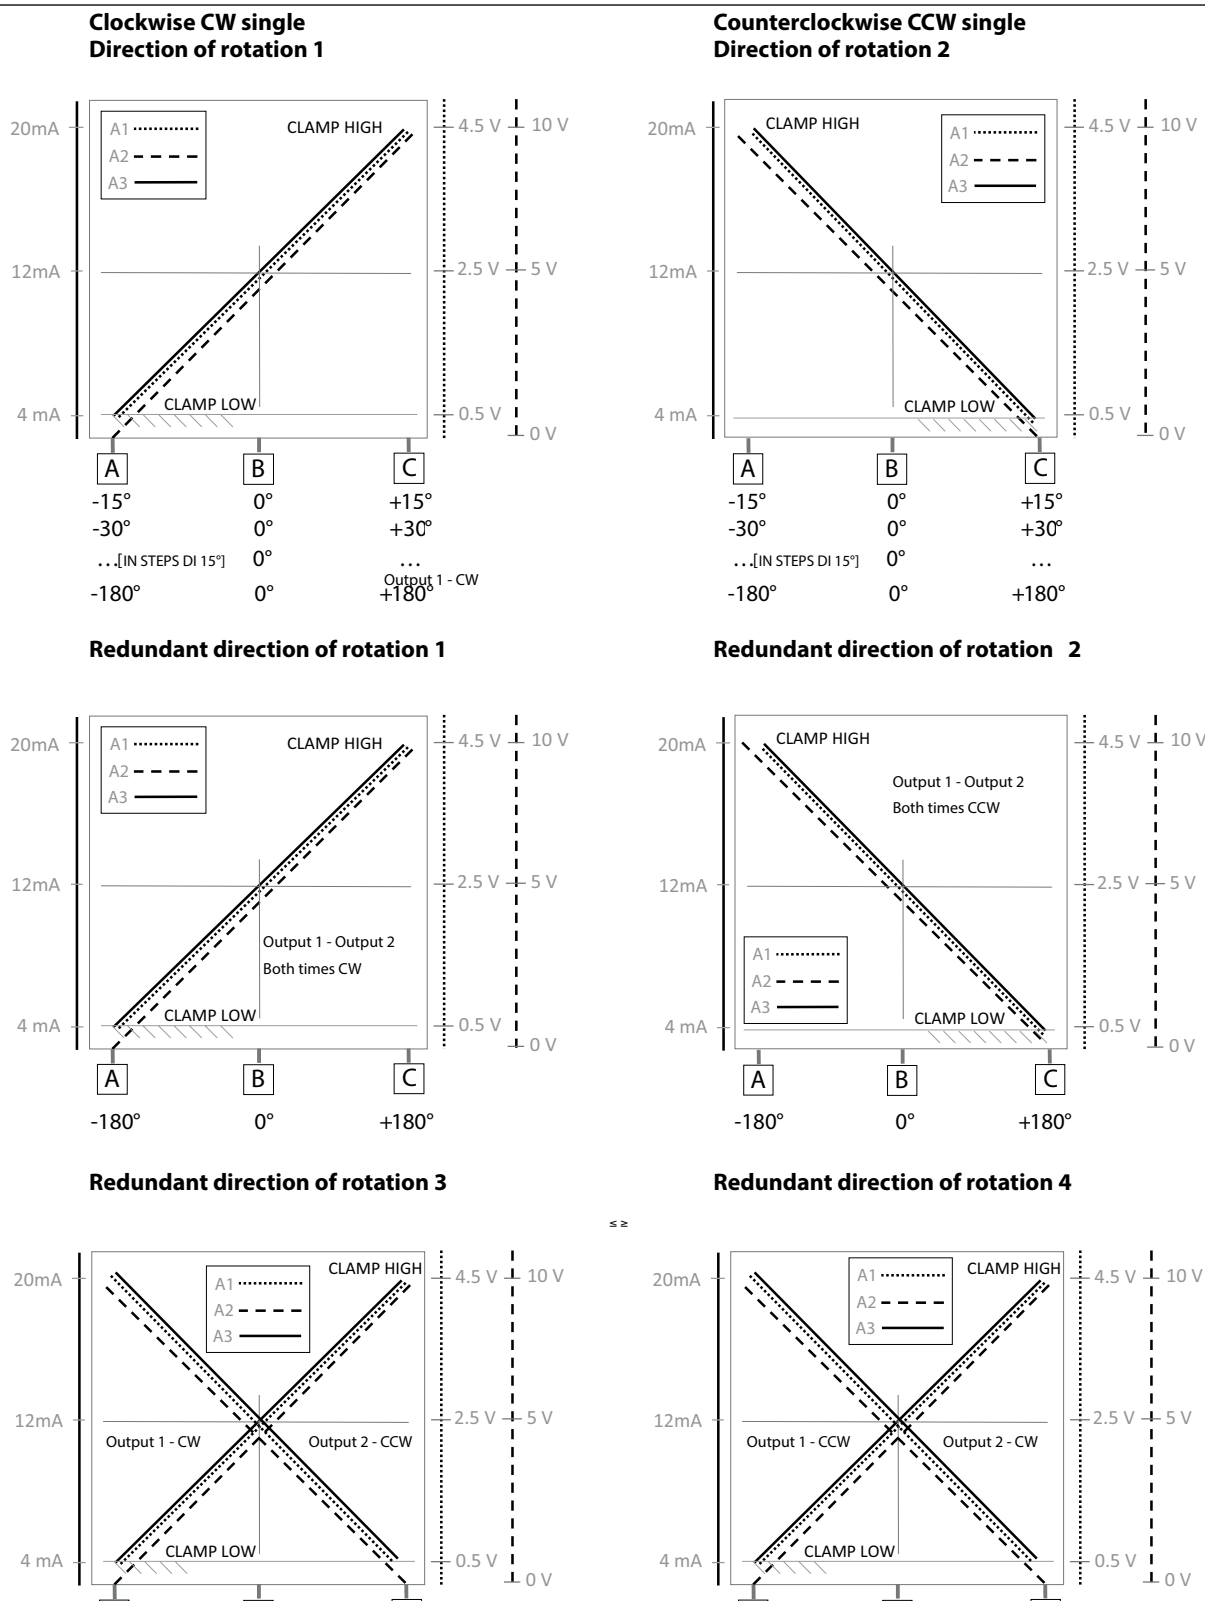 Clockwise CW single
Direction of rotation 1
Counterclockwise CCW single
Direction of rotation 2
20mA
A1
A2
A3
CLAMP HIGH
4.5 V
10 V
12mA
2.5 V
5 V
4 mA
CLAMP LOW
0.5 V
0 V
A
B
C
-15°
0°
+15°
-30°
0°
+30°
...[IN STEPS DI 15°]
0°
...
Output 1 - CW
-180°
0°
+180°
20mA
CLAMP HIGH
A1
A2
A3
4.5 V
10 V
12mA
2.5 V
5 V
4 mA
CLAMP LOW
0.5 V
0 V
A
B
C
-15°
0°
+15°
-30°
0°
+30°
...[IN STEPS DI 15°]
0°
...
-180°
0°
+180°
Redundant direction of rotation 1
Redundant direction of rotation 2
20mA
A1
A2
A3
CLAMP HIGH
4.5 V
10 V
12mA
2.5 V
5 V
Output 1 - Output 2
Both times CW
4 mA
CLAMP LOW
0.5 V
0 V
A
B
C
-180°
0°
+180°
20mA
CLAMP HIGH
4.5 V
10 V
Output 1 - Output 2
Both times CCW
12mA
2.5 V
5 V
A1
A2
A3
4 mA
CLAMP LOW
0.5 V
0 V
A
B
C
-180°
0°
+180°
Redundant direction of rotation 3
Redundant direction of rotation 4
≤ ≥
20mA
A1
A2
A3
CLAMP HIGH
4.5 V
10 V
12mA
2.5 V
5 V
Output 1 - CW
Output 2 - CCW
4 mA
CLAMP LOW
0.5 V
0 V
20mA
A1
A2
A3
CLAMP HIGH
4.5 V
10 V
12mA
2.5 V
5 V
Output 1 - CCW
Output 2 - CW
4 mA
CLAMP LOW
0.5 V
0 V